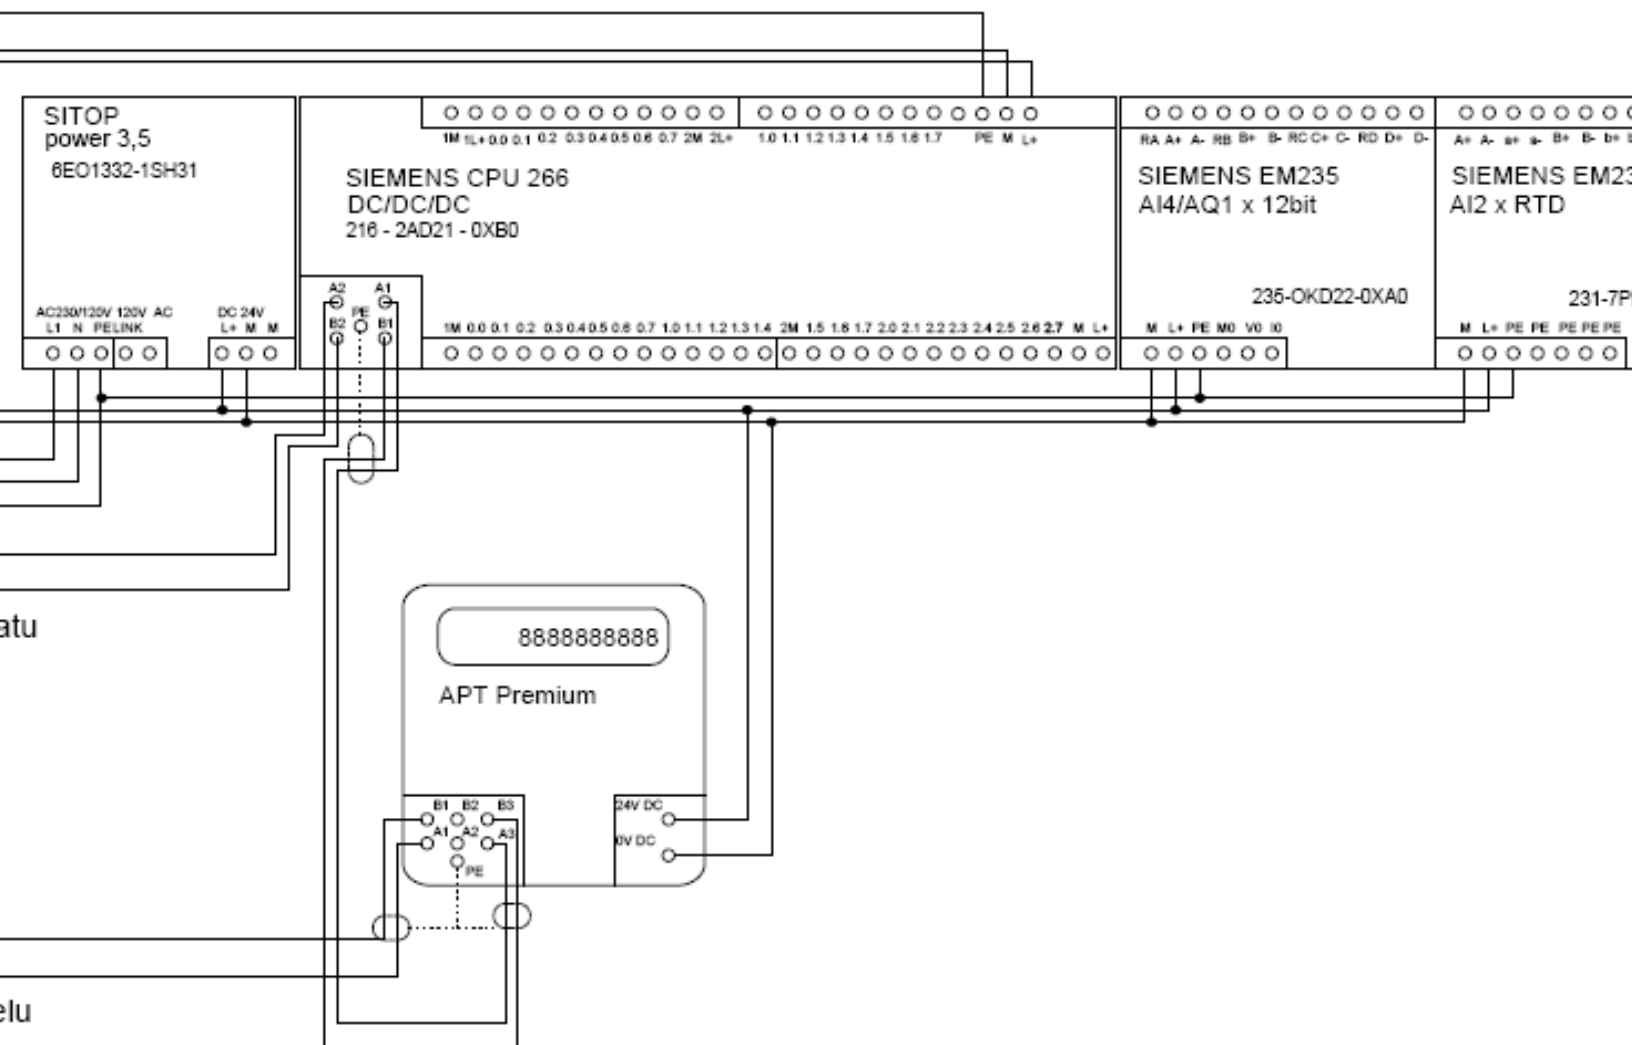 SITOP
power 3,5
6EO1332-1SH31
AC230/120V 120V AC
L1 N PE LINK
DC 24V
L+ M M
1M 1L+ 0.0 0.1 0.2 0.3 0.4 0.5 0.6 0.7 2M 2L+
1.0 1.1 1.2 1.3 1.4 1.5 1.6 1.7 PE M L+
SIEMENS CPU 266
DC/DC/DC
216 - 2AD21 - 0XB0
A2 A1
PE
B2 B1
1M 0.0 0.1 0.2 0.3 0.4 0.5 0.6 0.7 1.0 1.1 1.2 1.3 1.4 2M 1.5 1.6 1.7 2.0 2.1 2.2 2.3 2.4 2.5 2.6 2.7 M L+
RA A+ A- RB B+ B- RC C+ C- RD D+ D-
SIEMENS EM235
AI4/AQ1 x 12bit
235-OKD22-0XA0
M L+ PE M0 V0 I0
A+ A- a+ a- B+ B- b+
SIEMENS EM23
AI2 x RTD
231-7P
M L+ PE PE PE PE PE
atu
8888888888
APT Premium
B1 B2 B3
A1 A2 A3
PE
24V DC
0V DC
elu